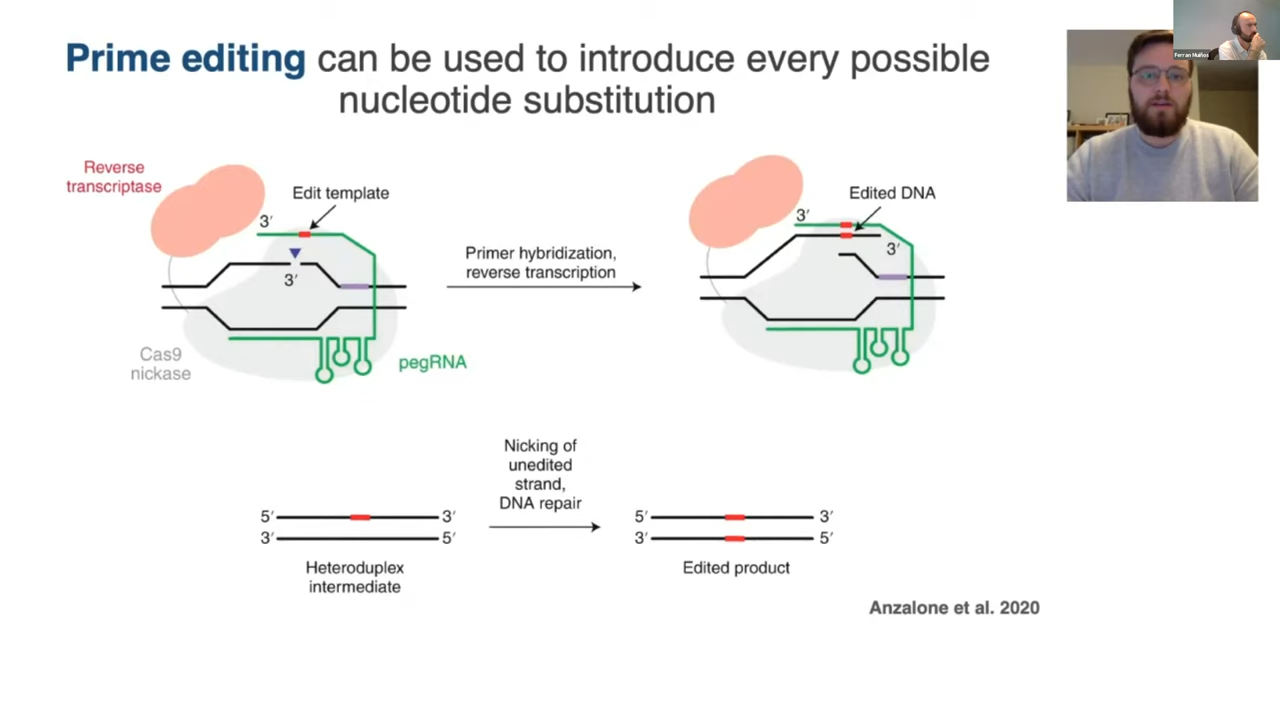 Prime editing can be used to introduce every possible
nucleotide substitution
Ferran Muiños
Reverse
transcriptase
Edit template
3′
3′
Cas9
nickase
pegRNA
Primer hybridization,
reverse transcription
Edited DNA
3′
3′
Nicking of
unedited
strand,
DNA repair
5′ 3′
3′ 5′
Heteroduplex
intermediate
5′ 3′
3′ 5′
Edited product
Anzalone et al. 2020